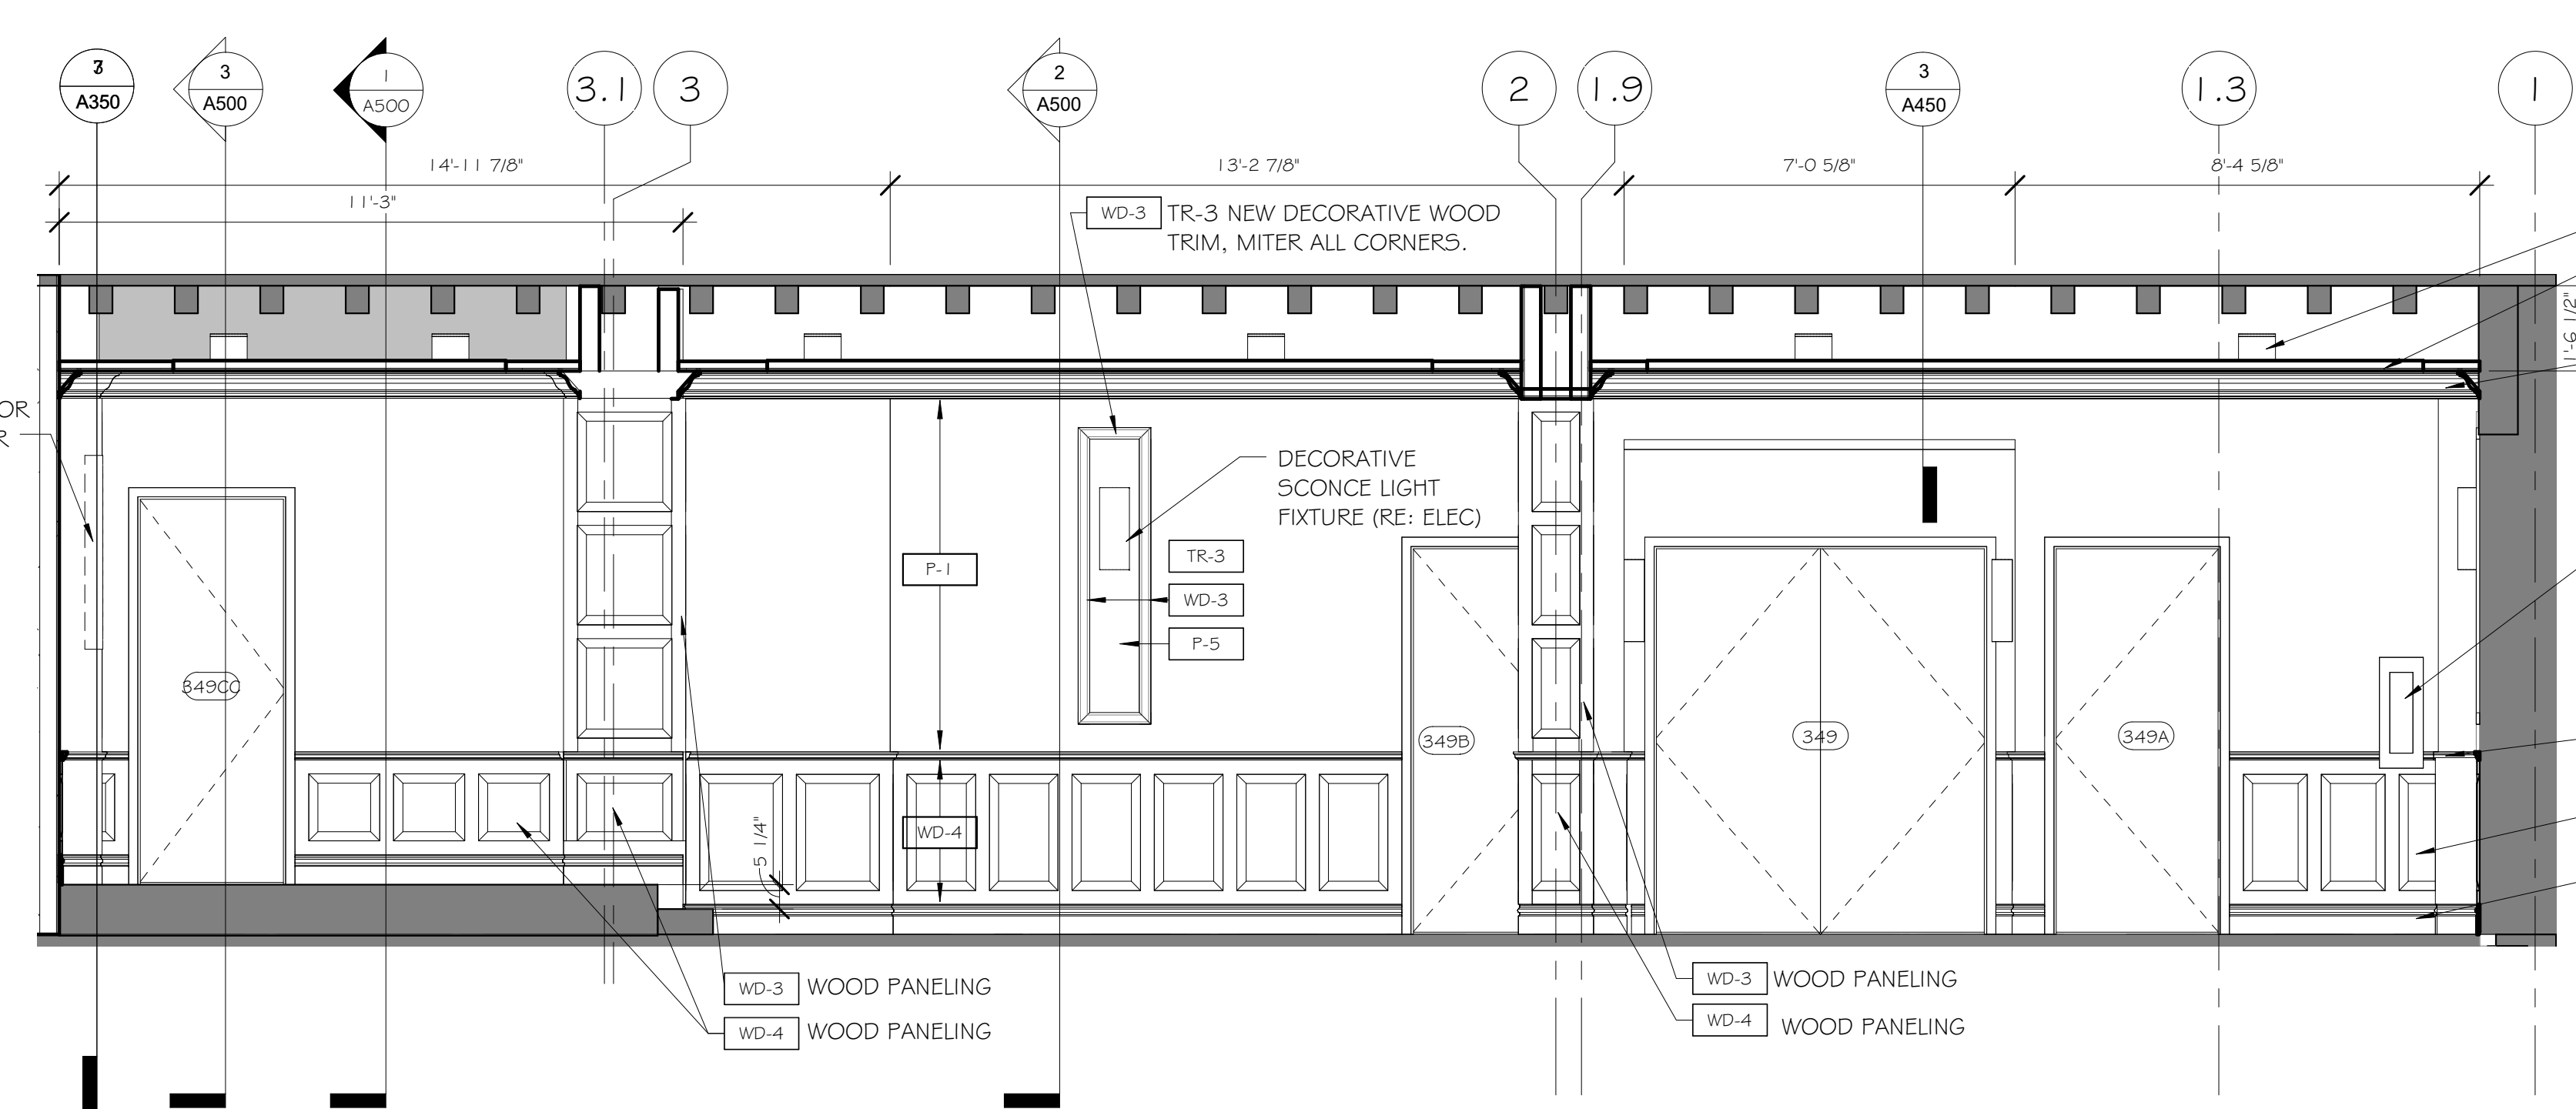 3
A350
3
A500
1
A500
3.1
3
2
A500
2
1.9
3
A450
1.3
1
14'-11 7/8"
13'-2 7/8"
7'-0 5/8"
8'-4 5/8"
11'-3"
WD-3 TR-3 NEW DECORATIVE WOOD
TRIM, MITER ALL CORNERS.
1'-6 1/2"
OR
R
DECORATIVE
SCONCE LIGHT
FIXTURE (RE: ELEC)
P-1
TR-3
WD-3
P-5
349CC
349B
349
349A
WD-4
5 1/4"
WD-3 WOOD PANELING
WD-4 WOOD PANELING
WD-3 WOOD PANELING
WD-4 WOOD PANELING